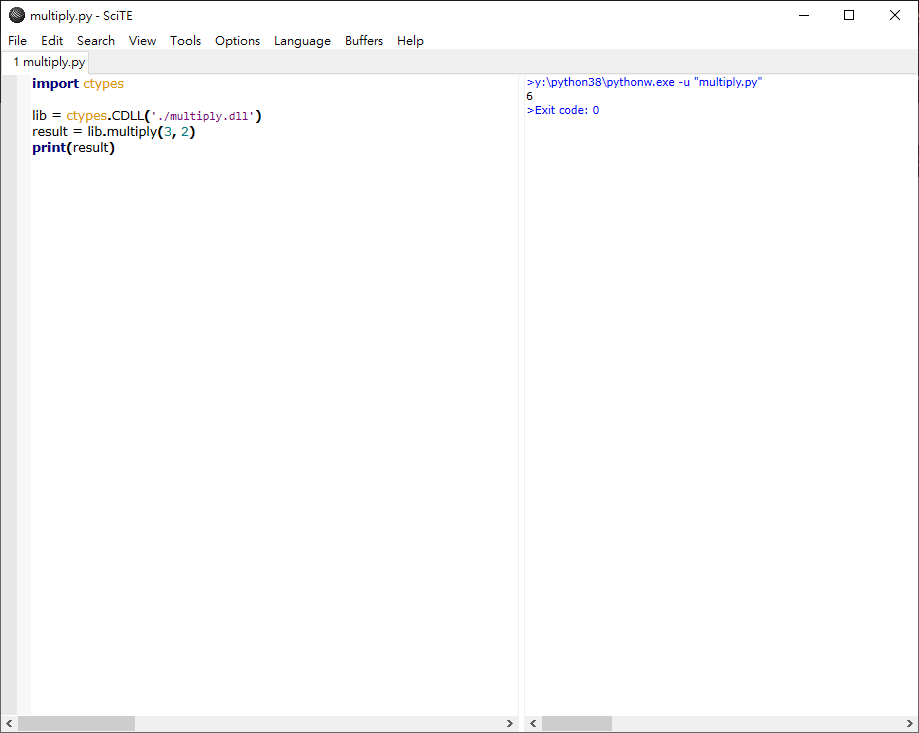 multiply.py - SciTE
File Edit Search View Tools Options Language Buffers Help
1 multiply.py
import ctypes
lib = ctypes.CDLL('./multiply.dll')
result = lib.multiply(3, 2)
print(result)
>y:\python38\pythonw.exe -u "multiply.py"
6
>Exit code: 0